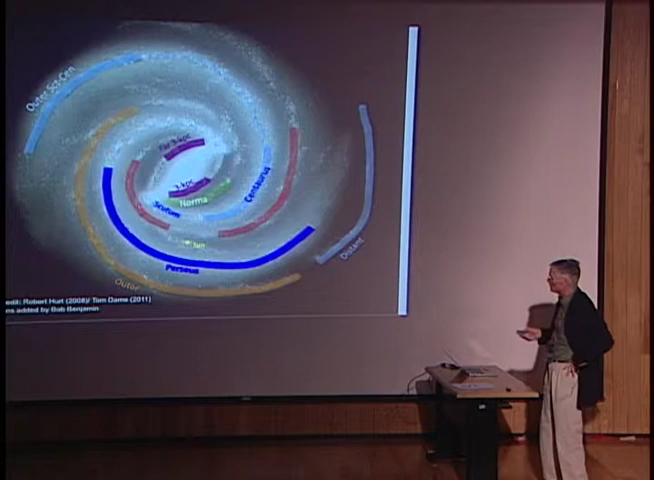 Outer Sct-Cen
Far 3-kpc
3-kpc
Norma
Scutum
Centaurus
Sun
Perseus
Outer
Distant
edit: Robert Hurt (2008)/ Tom Dame (2011)
ns added by Bob Benjamin